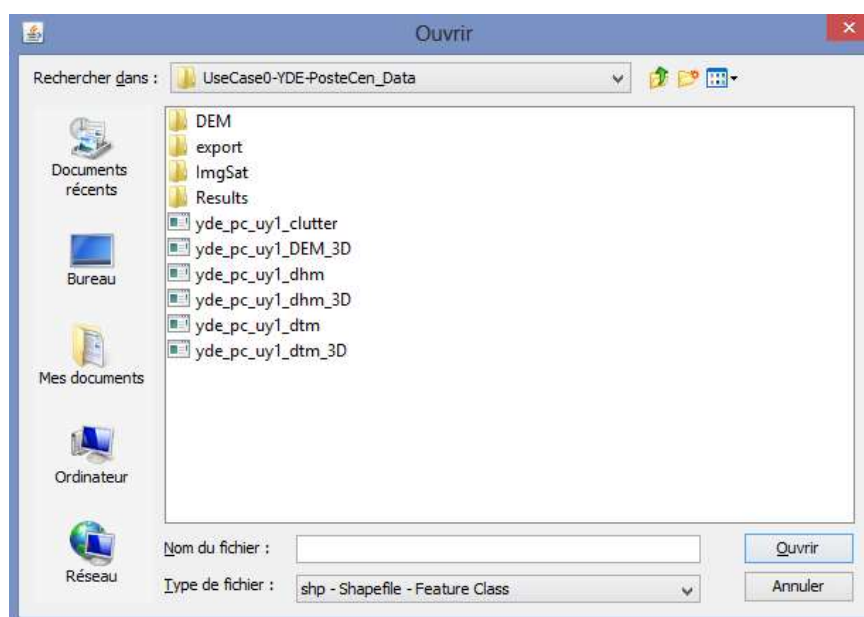 Ouvrir
Rechercher dans :
UseCase0-YDE-PosteCen_Data
DEM
export
ImgSat
Results
yde_pc_uy1_clutter
yde_pc_uy1_DEM_3D
yde_pc_uy1_dhm
yde_pc_uy1_dhm_3D
yde_pc_uy1_dtm
yde_pc_uy1_dtm_3D
Documents
récents
Bureau
Mes documents
Ordinateur
Réseau
Nom du fichier :
Ouvrir
Type de fichier :
shp - Shapefile - Feature Class
Annuler